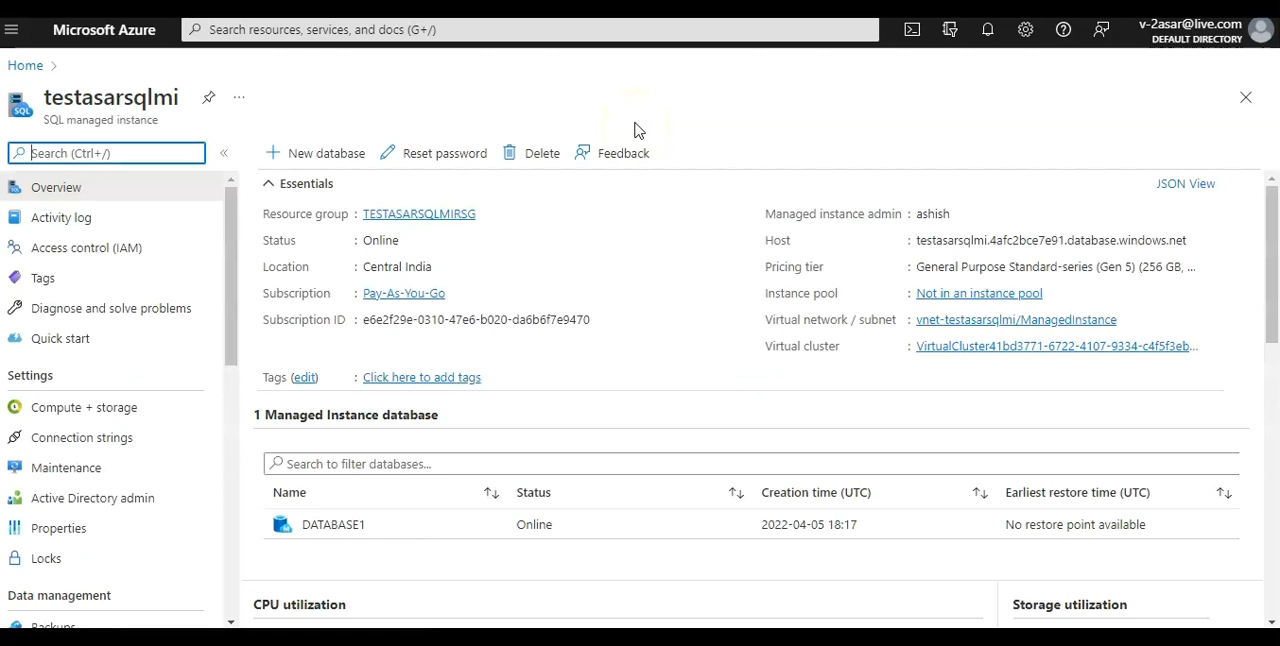 Microsoft Azure
Search resources, services, and docs (G+/)
v-2asar@live.com
DEFAULT DIRECTORY
Home
testasarsqlmi
SQL managed instance
Search (Ctrl+/)
New database
Reset password
Delete
Feedback
Overview
Activity log
Access control (IAM)
Tags
Diagnose and solve problems
Quick start
Settings
Compute + storage
Connection strings
Maintenance
Active Directory admin
Properties
Locks
Data management
Backups
Essentials
JSON View
Resource group : TESTASARSQLMIRSG
Status : Online
Location : Central India
Subscription : Pay-As-You-Go
Subscription ID : e6e2f29e-0310-47e6-b020-da6b6f7e9470
Tags (edit) : Click here to add tags
Managed instance admin : ashish
Host : testasarsqlmi.4afc2bce7e91.database.windows.net
Pricing tier : General Purpose Standard-series (Gen 5) (256 GB, ...
Instance pool : Not in an instance pool
Virtual network / subnet : vnet-testasarsqlmi/ManagedInstance
Virtual cluster : VirtualCluster41bd3771-6722-4107-9334-c4f5f3eb...
1 Managed Instance database
Search to filter databases...
Name Status Creation time (UTC) Earliest restore time (UTC)
DATABASE1 Online 2022-04-05 18:17 No restore point available
CPU utilization
Storage utilization